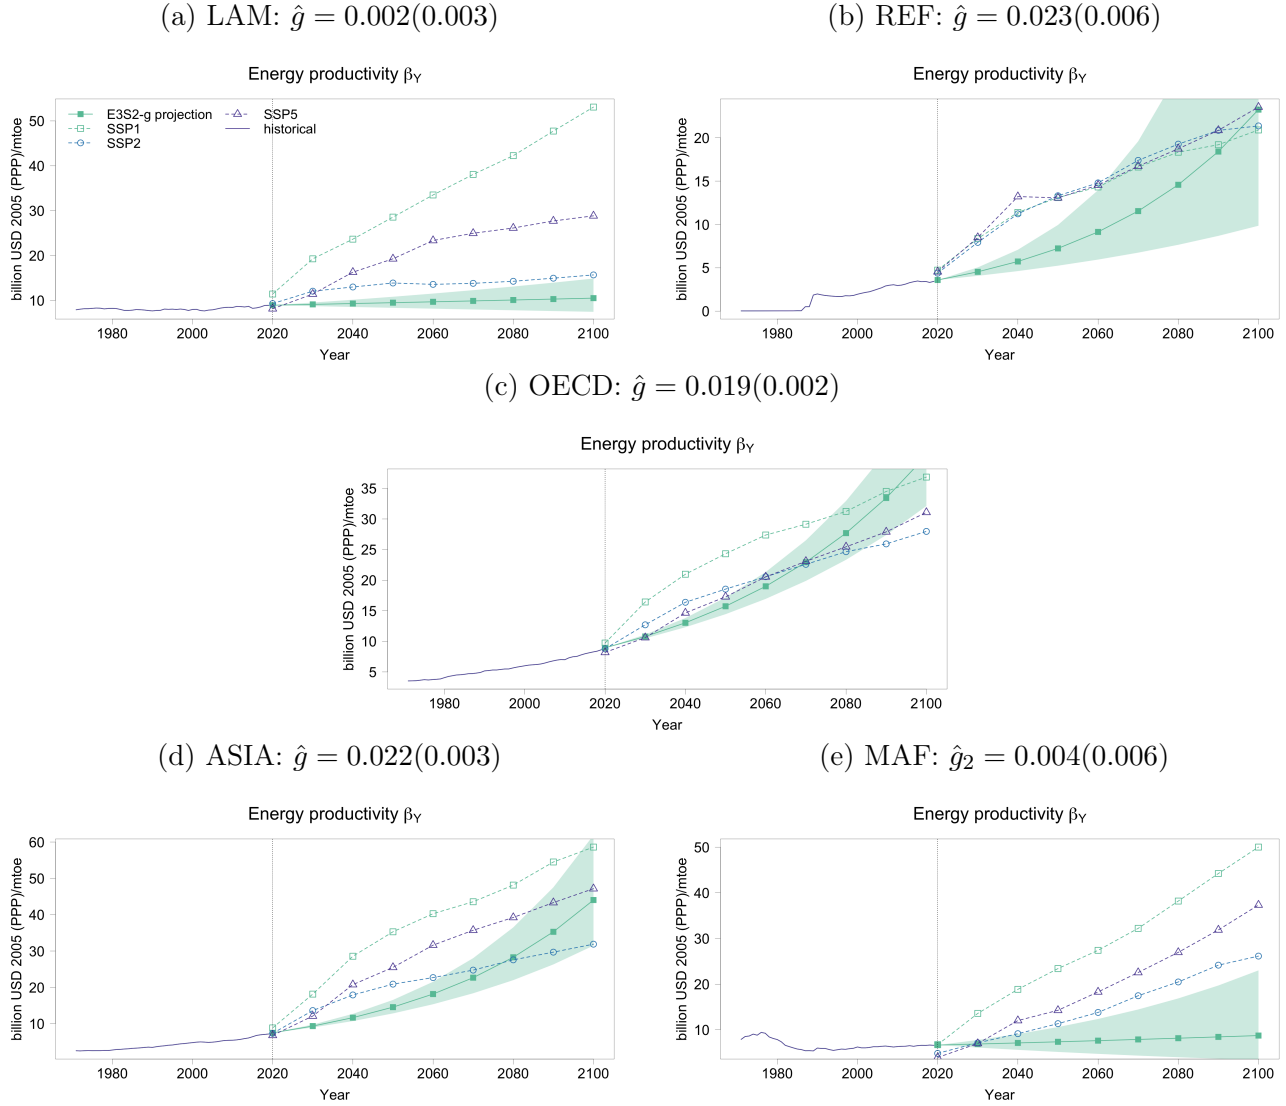 (a) LAM: ĝ = 0.002(0.003)
Energy productivity βY
billion USD 2005 (PPP)/mtoe
50
40
30
20
10
E3S2-g projection
SSP1
SSP2
SSP5
historical
1980 2000 2020 2040 2060 2080 2100
Year
(b) REF: ĝ = 0.023(0.006)
Energy productivity βY
billion USD 2005 (PPP)/mtoe
20
15
10
5
0
1980 2000 2020 2040 2060 2080 2100
Year
(c) OECD: ĝ = 0.019(0.002)
Energy productivity βY
billion USD 2005 (PPP)/mtoe
35
30
25
20
15
10
5
1980 2000 2020 2040 2060 2080 2100
Year
(d) ASIA: ĝ = 0.022(0.003)
Energy productivity βY
billion USD 2005 (PPP)/mtoe
60
50
40
30
20
10
1980 2000 2020 2040 2060 2080 2100
Year
(e) MAF: ĝ2 = 0.004(0.006)
Energy productivity βY
billion USD 2005 (PPP)/mtoe
50
40
30
20
10
1980 2000 2020 2040 2060 2080 2100
Year